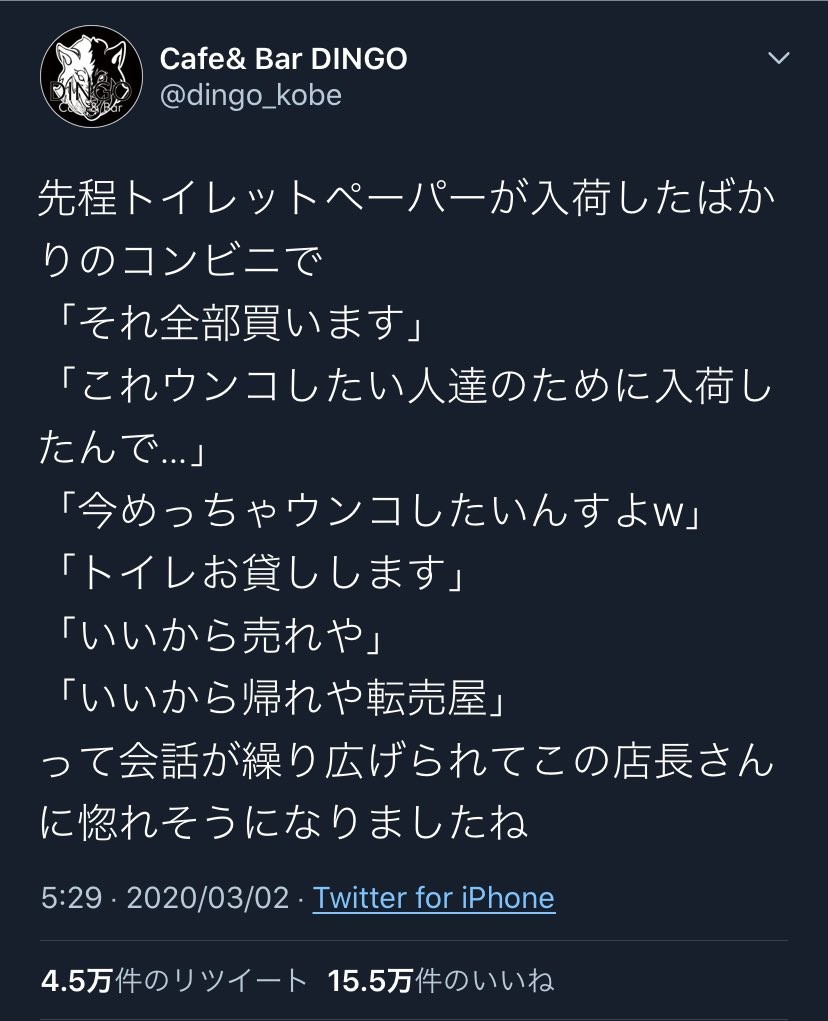 Cafe& Bar DINGO
@dingo_kobe
DINGO
Cafe&Bar
先程トイレットペーパーが入荷したばか
りのコンビニで
「それ全部買います」
「これウンコしたい人達のために入荷し
たんで...」
「今めっちゃウンコしたいんすよw」
「トイレお貸しします」
「いいから売れや」
「いいから帰れや転売屋」
って会話が繰り広げられてこの店長さん
に惚れそうになりましたね
5:29 · 2020/03/02 · Twitter for iPhone
4.5万件のリツイート 15.5万件のいいね